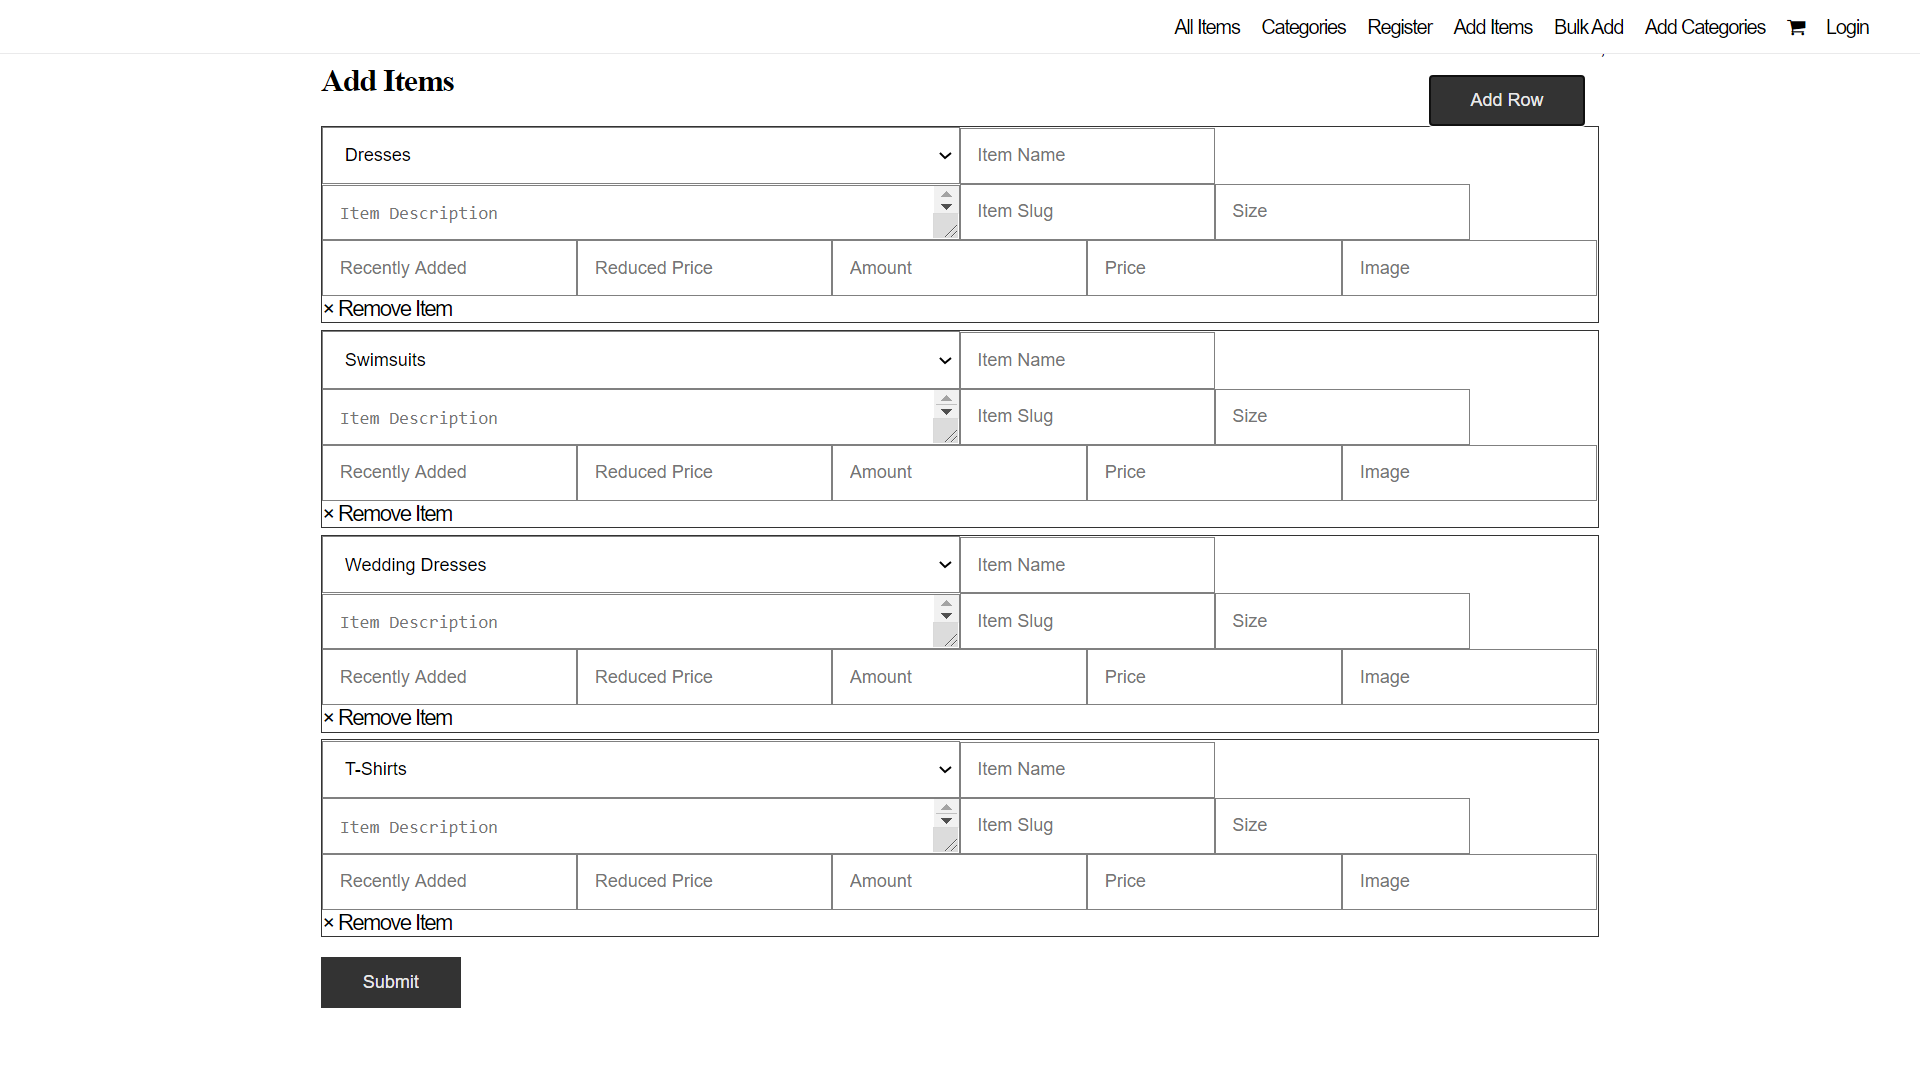 All Items Categories Register Add Items Bulk Add Add Categories Login
Add Items
Add Row
Dresses Item Name
Item Description Item Slug Size
Recently Added Reduced Price Amount Price Image
× Remove Item
Swimsuits Item Name
Item Description Item Slug Size
Recently Added Reduced Price Amount Price Image
× Remove Item
Wedding Dresses Item Name
Item Description Item Slug Size
Recently Added Reduced Price Amount Price Image
× Remove Item
T-Shirts Item Name
Item Description Item Slug Size
Recently Added Reduced Price Amount Price Image
× Remove Item
Submit